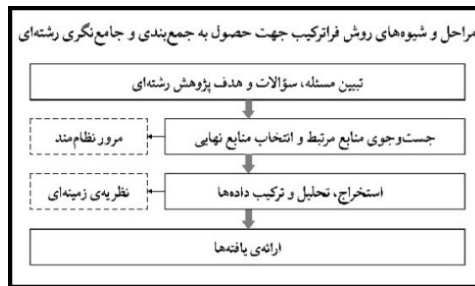 مراحل و شیوه‌های روش فراترکیب جهت حصول به جمع‌بندی و جامع‌نگری رشته‌ای
تبیین مسئله، سؤالات و هدف پژوهش رشته‌ای
جست‌وجوی منابع مرتبط و انتخاب منابع نهایی
مرور نظام‌مند
استخراج، تحلیل و ترکیب داده‌ها
نظریه‌ی زمینه‌ای
ارائه‌ی یافته‌ها